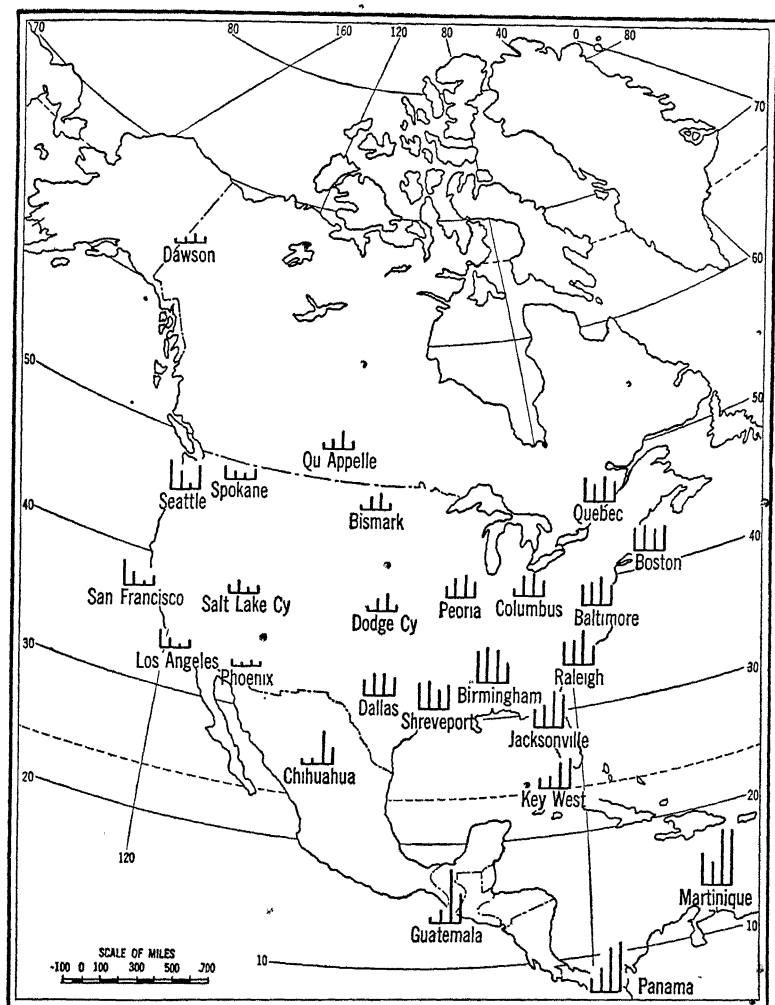 70 80 160 120 80 40 0 80
70
Dawson
60
50
50
Qu Appelle
Seattle Spokane
Bismark
Quebec
40
40
Boston
San Francisco
Salt Lake Cy
Dodge Cy
Peoria
Columbus
Baltimore
30
Los Angeles
Phoenix
Raleigh
30
Dallas
Birmingham
Shreveport
Jacksonville
Chihuahua
20
Key West
20
120
Martinique
Guatemala
10
SCALE OF MILES
-100 0 100 300 500 700
10
Panama